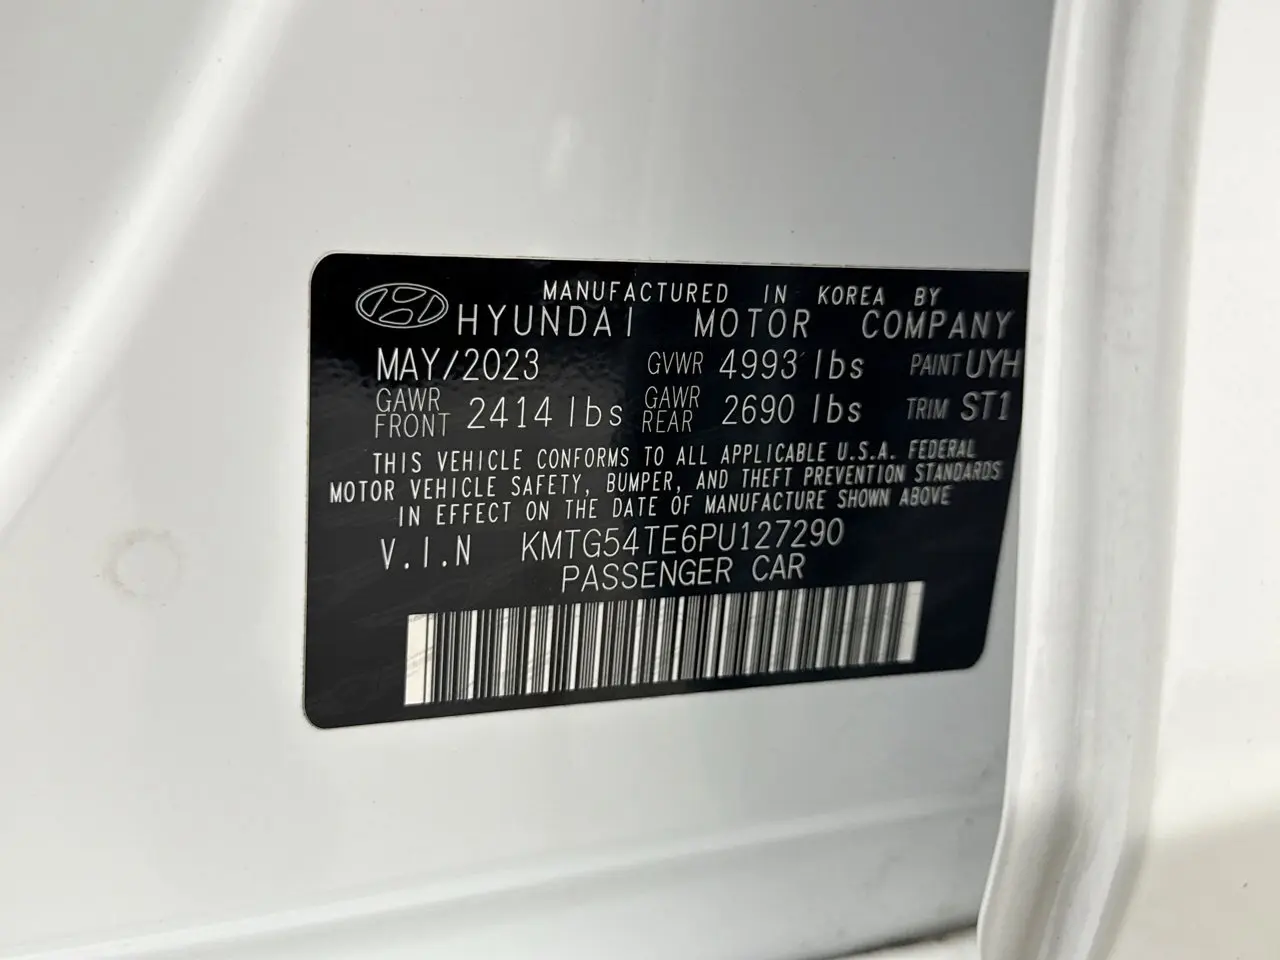 MANUFACTURED IN KOREA BY
HYUNDAI MOTOR COMPANY
MAY/2023 GVWR 4993 lbs PAINT UYH
GAWR FRONT 2414 lbs GAWR REAR 2690 lbs TRIM ST1
THIS VEHICLE CONFORMS TO ALL APPLICABLE U.S.A. FEDERAL
MOTOR VEHICLE SAFETY, BUMPER, AND THEFT PREVENTION STANDARDS
IN EFFECT ON THE DATE OF MANUFACTURE SHOWN ABOVE
V.I.N KMTG54TE6PU127290
PASSENGER CAR